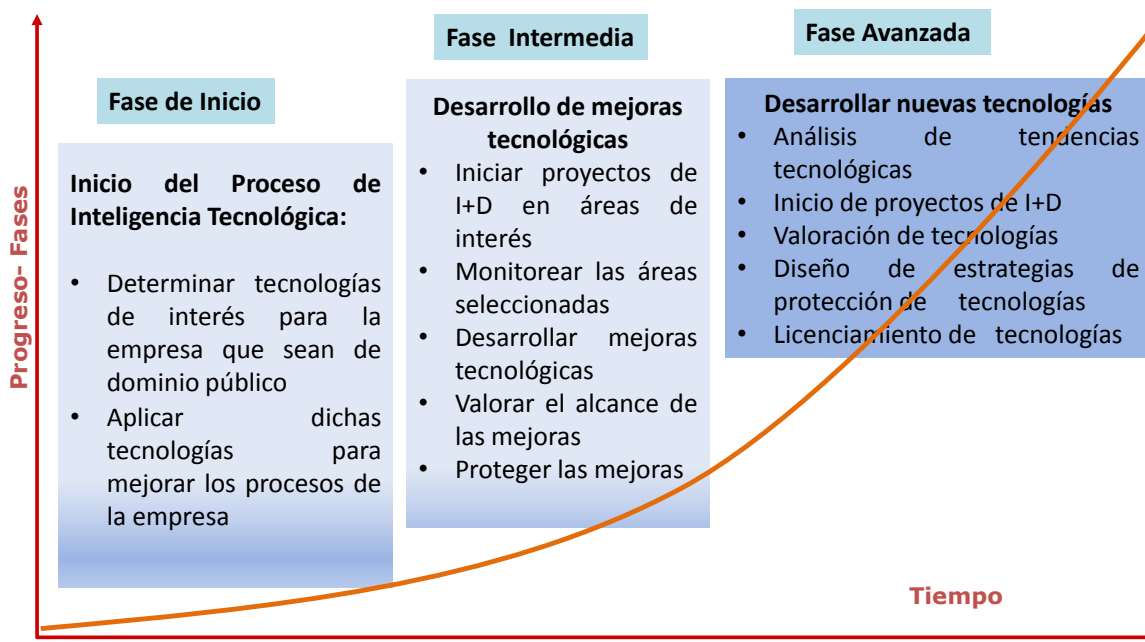 Progreso- Fases
Fase de Inicio
Inicio del Proceso de
Inteligencia Tecnológica:
• Determinar tecnologías
de interés para la
empresa que sean de
dominio público
• Aplicar dichas
tecnologías para
mejorar los procesos de
la empresa
Fase Intermedia
Desarrollo de mejoras
tecnológicas
• Iniciar proyectos de
I+D en áreas de
interés
• Monitorear las áreas
seleccionadas
• Desarrollar mejoras
tecnológicas
• Valorar el alcance de
las mejoras
• Proteger las mejoras
Fase Avanzada
Desarrollar nuevas tecnologías
• Análisis de tendencias
tecnológicas
• Inicio de proyectos de I+D
• Valoración de tecnologías
• Diseño de estrategias de
protección de tecnologías
• Licenciamiento de tecnologías
Tiempo